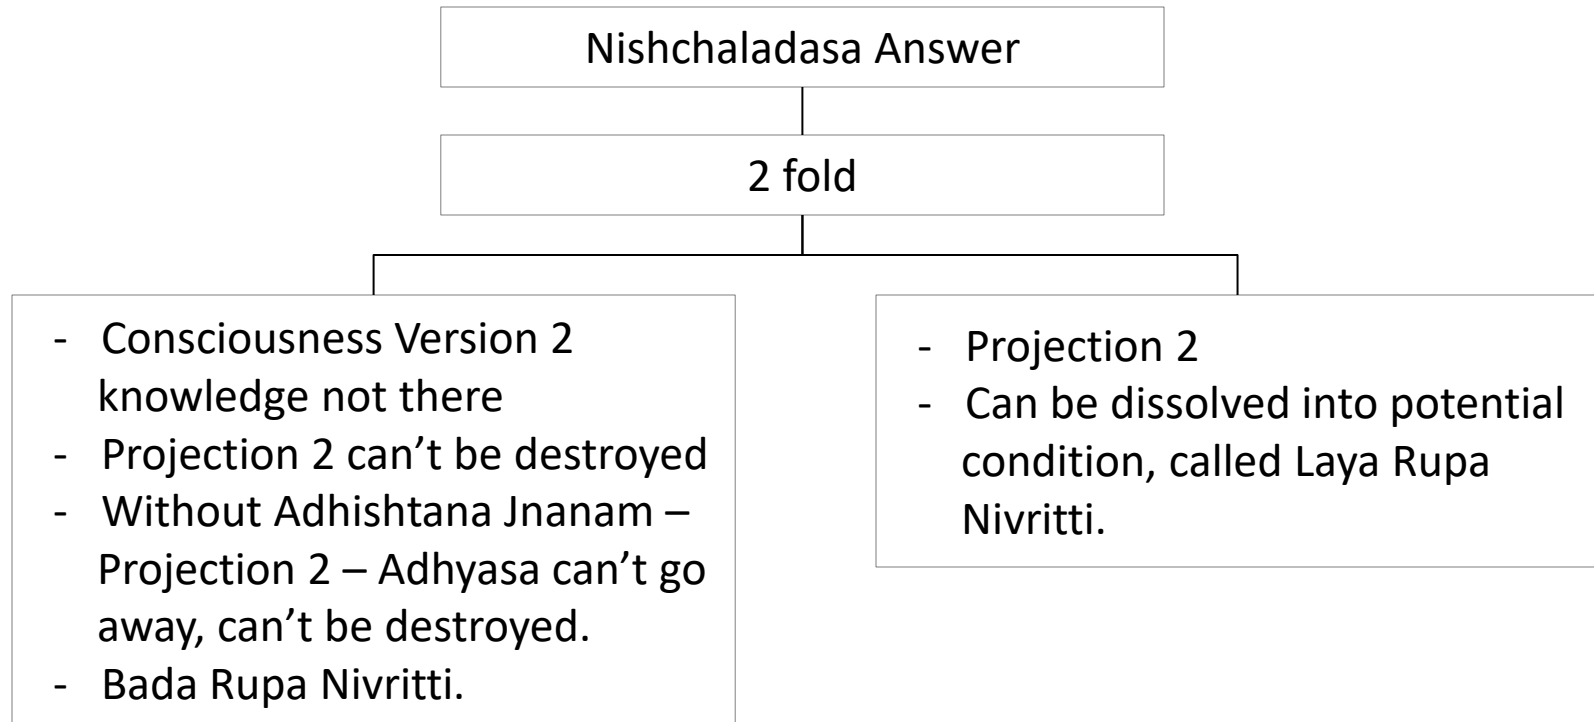 Nishchaladasa Answer
2 fold
- Consciousness Version 2
knowledge not there
- Projection 2 can’t be destroyed
- Without Adhishtana Jnanam –
Projection 2 – Adhyasa can’t go
away, can’t be destroyed.
- Bada Rupa Nivritti.
- Projection 2
- Can be dissolved into potential
condition, called Laya Rupa
Nivritti.